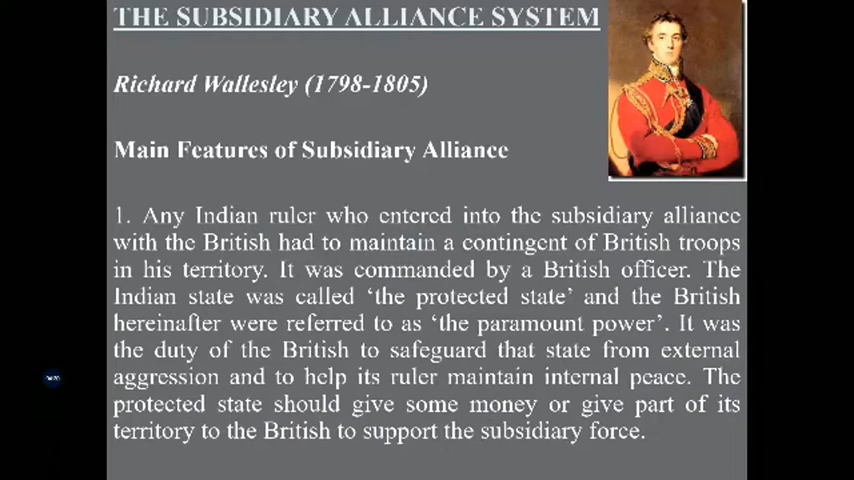 THE SUBSIDIARY ALLIANCE SYSTEM
Richard Wallesley (1798-1805)
Main Features of Subsidiary Alliance
1. Any Indian ruler who entered into the subsidiary alliance
with the British had to maintain a contingent of British troops
in his territory. It was commanded by a British officer. The
Indian state was called ‘the protected state’ and the British
hereinafter were referred to as ‘the paramount power’. It was
the duty of the British to safeguard that state from external
aggression and to help its ruler maintain internal peace. The
protected state should give some money or give part of its
territory to the British to support the subsidiary force.